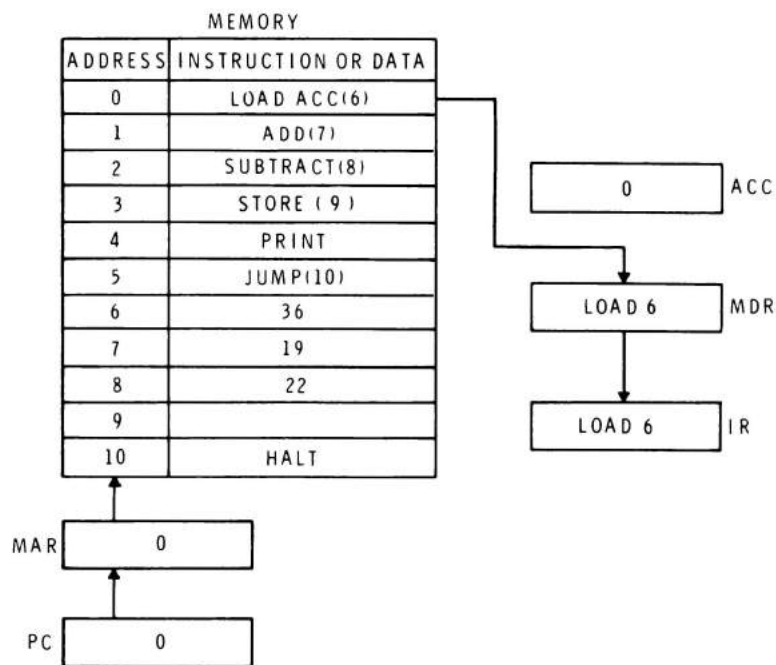 MEMORY
ADDRESS INSTRUCTION OR DATA
0 LOAD ACC(6)
1 ADD(7)
2 SUBTRACT(8)
3 STORE (9)
4 PRINT
5 JUMP(10)
6 36
7 19
8 22
9
10 HALT
0 ACC
LOAD 6 MDR
LOAD 6 IR
MAR 0
PC 0